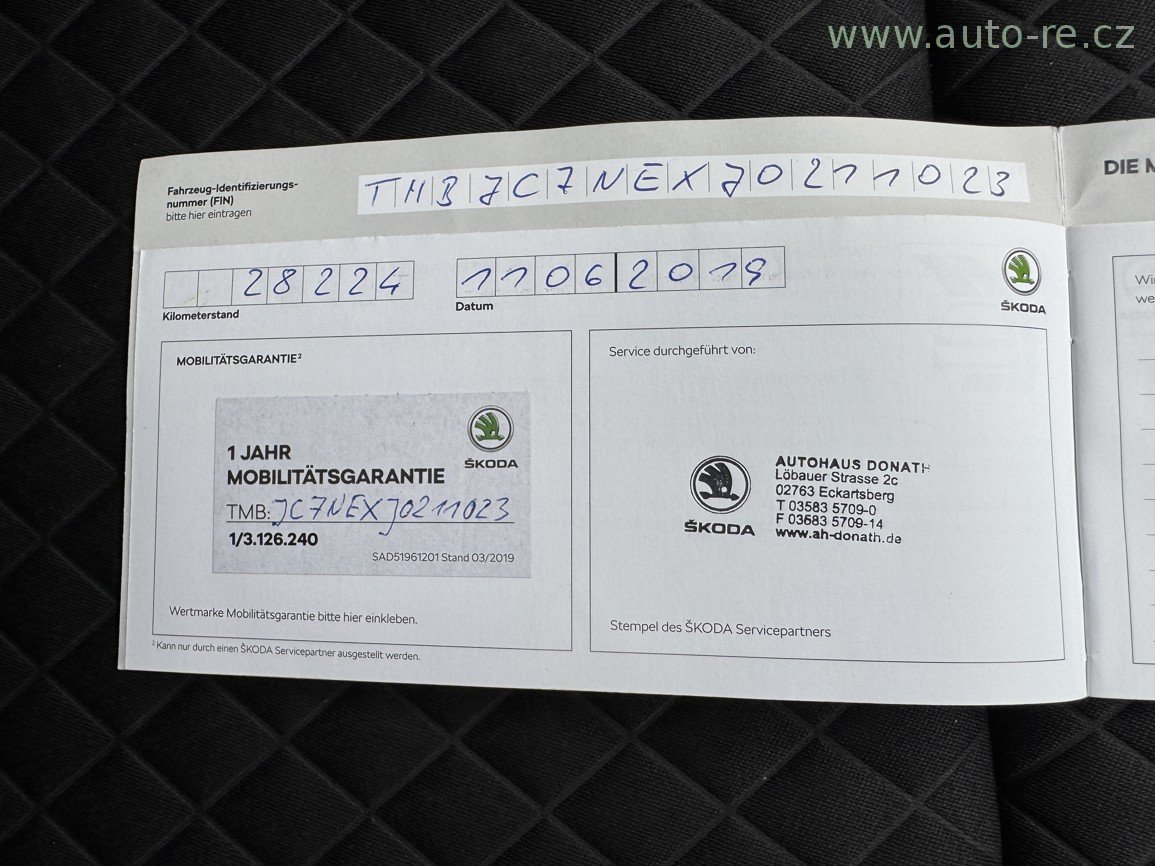 www.auto-re.cz
Fahrzeug-Identifizierungs-
nummer (FIN)
bitte hier eintragen
TMBJC7NEXJ0211023
DIE M
28224
Kilometerstand
11062019
Datum
ŠKODA
Wi
we
MOBILITÄTSGARANTIE²
1 JAHR
MOBILITÄTSGARANTIE
ŠKODA
TMB: JC7NEXJ0211023
1/3.126.240
SAD51961201 Stand 03/2019
Wertmarke Mobilitätsgarantie bitte hier einkleben.
² Kann nur durch einen ŠKODA Servicepartner ausgestellt werden.
Service durchgeführt von:
ŠKODA
AUTOHAUS DONATH
Löbauer Strasse 2c
02763 Eckartsberg
T 03583 5709-0
F 03583 5709-14
www.ah-donath.de
Stempel des ŠKODA Servicepartners